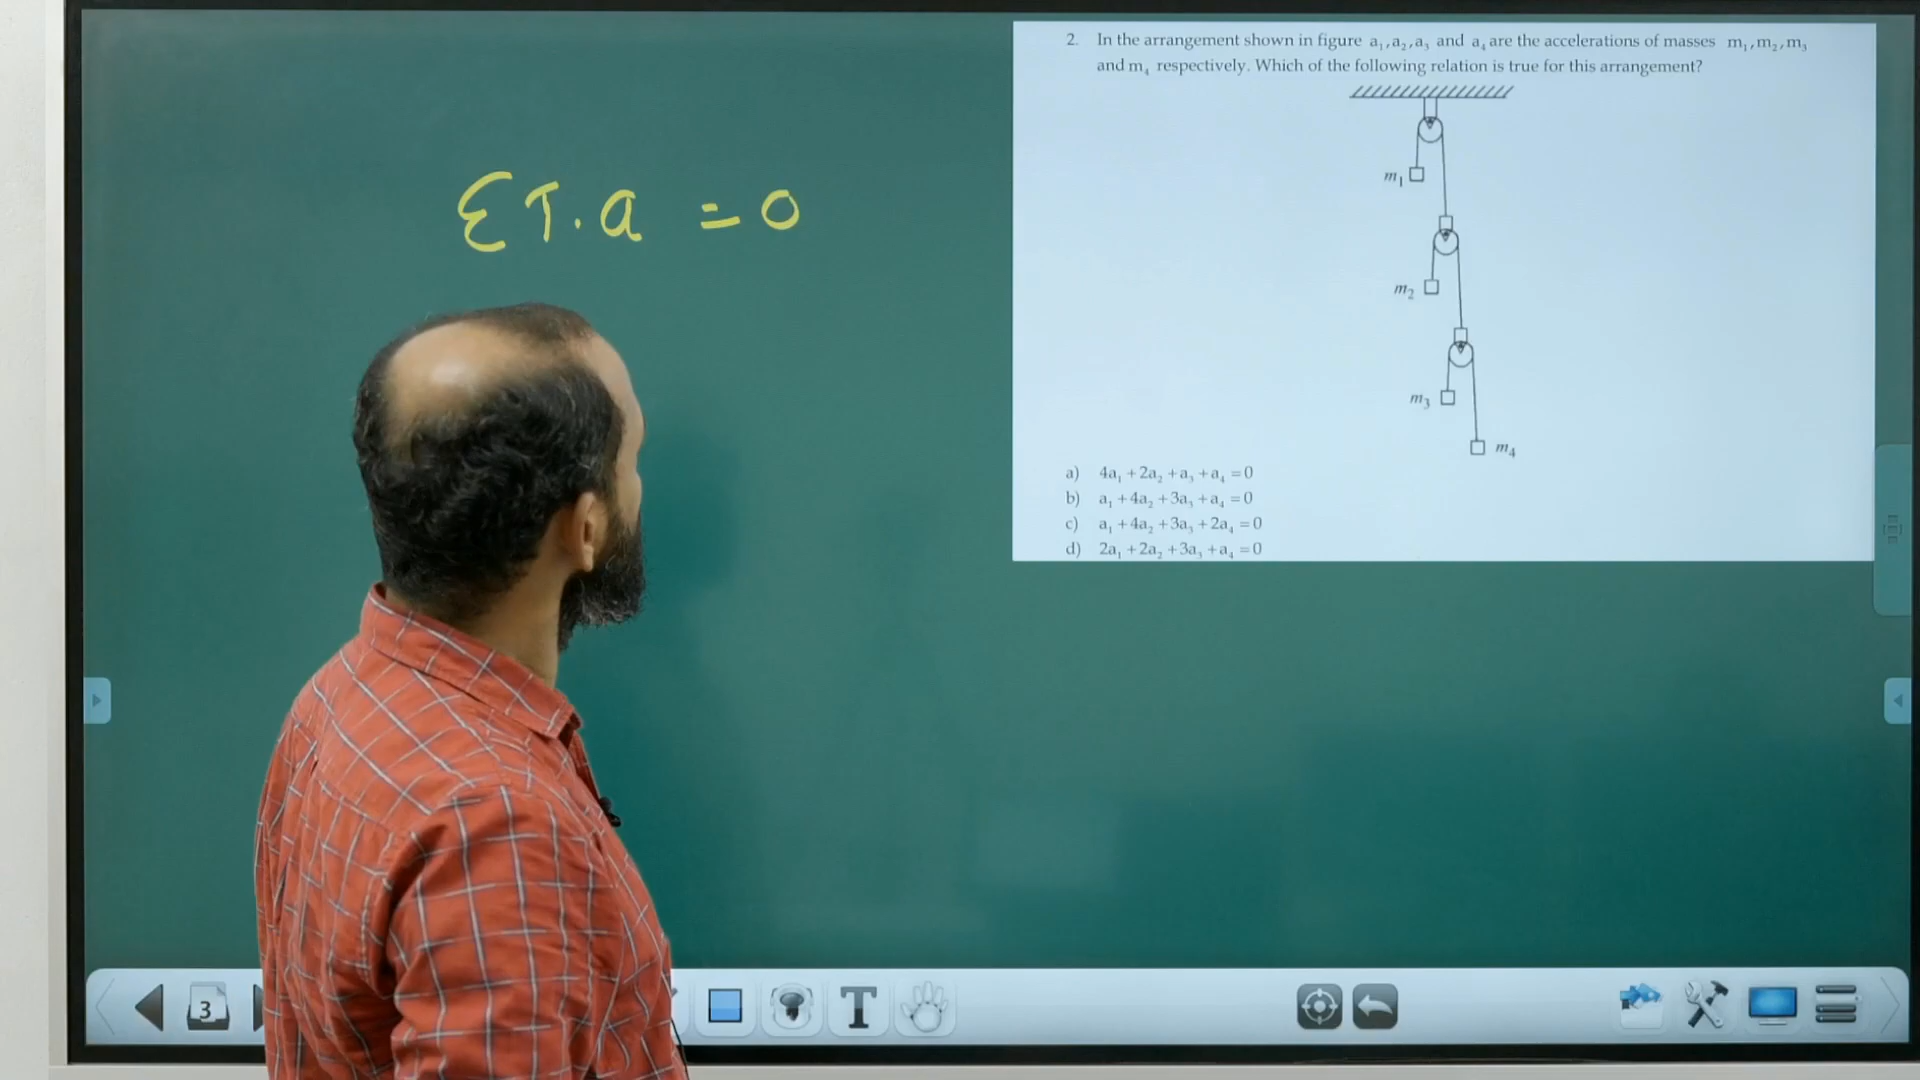 2. In the arrangement shown in figure a₁, a₂, a₃ and a₄ are the accelerations of masses m₁, m₂, m₃
and m₄ respectively. Which of the following relation is true for this arrangement?
ΣT.a = 0
m₁
m₂
m₃
m₄
a) 4a₁ + 2a₂ + a₃ + a₄ = 0
b) a₁ + 4a₂ + 3a₃ + a₄ = 0
c) a₁ + 4a₂ + 3a₃ + 2a₄ = 0
d) 2a₁ + 2a₂ + 3a₃ + a₄ = 0
3
T